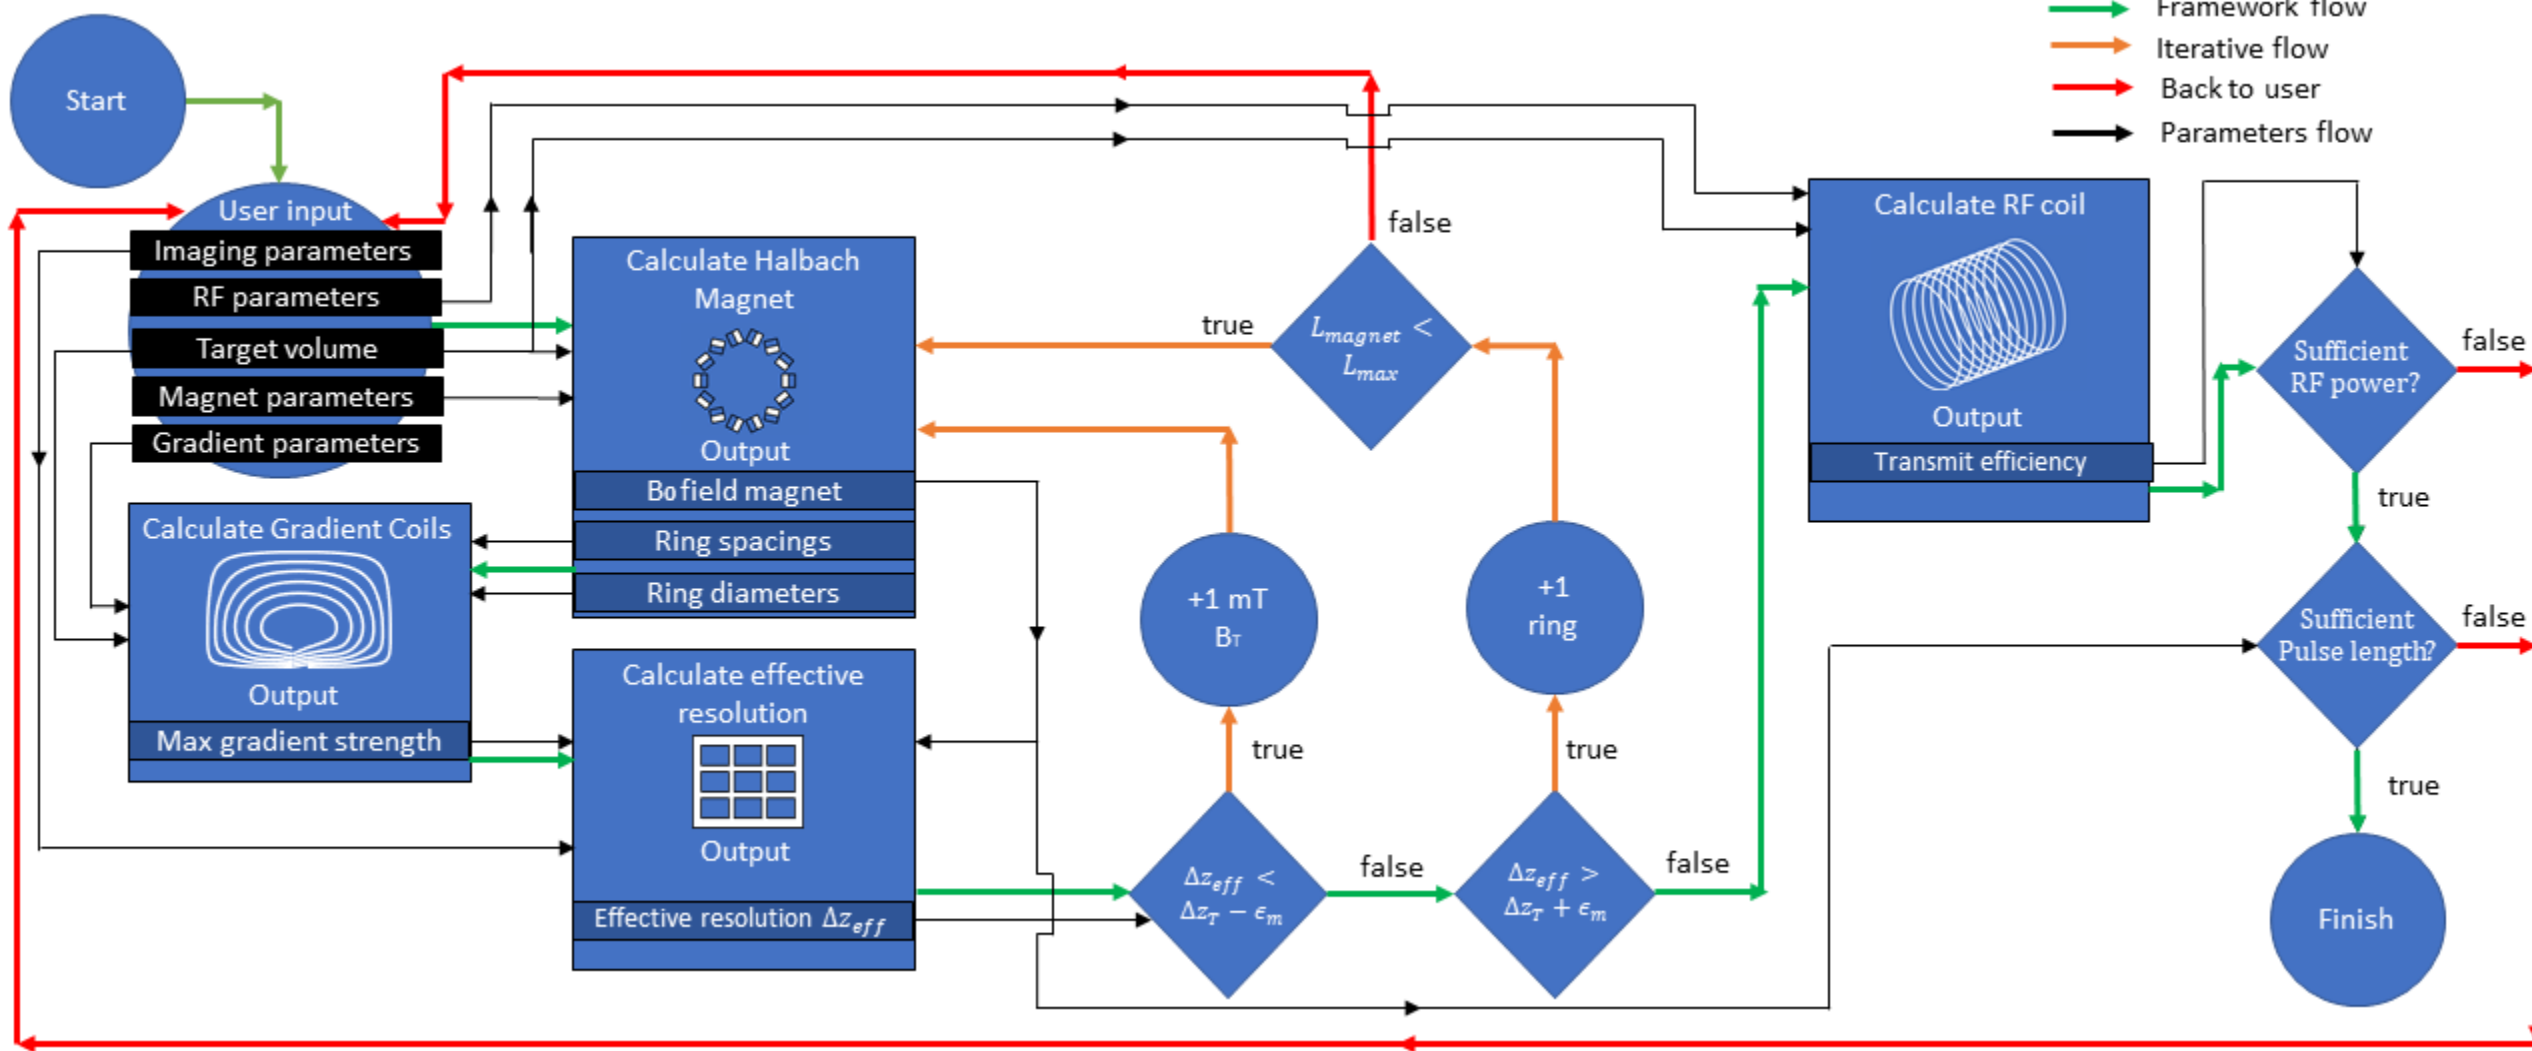 Start
User input
Imaging parameters
RF parameters
Target volume
Magnet parameters
Gradient parameters
Calculate Gradient Coils
Output
Max gradient strength
Calculate Halbach
Magnet
Output
B₀ field magnet
Ring spacings
Ring diameters
Calculate effective
resolution
Output
Effective resolution Δz_eff
+1 mT
B_T
true
Δz_eff <
Δz_T − ϵ_m
false
+1
ring
true
Δz_eff >
Δz_T + ϵ_m
false
L_magnet <
L_max
true
false
Calculate RF coil
Output
Transmit efficiency
Framework flow
Iterative flow
Back to user
Parameters flow
Sufficient
RF power?
false
true
Sufficient
Pulse length?
false
true
Finish